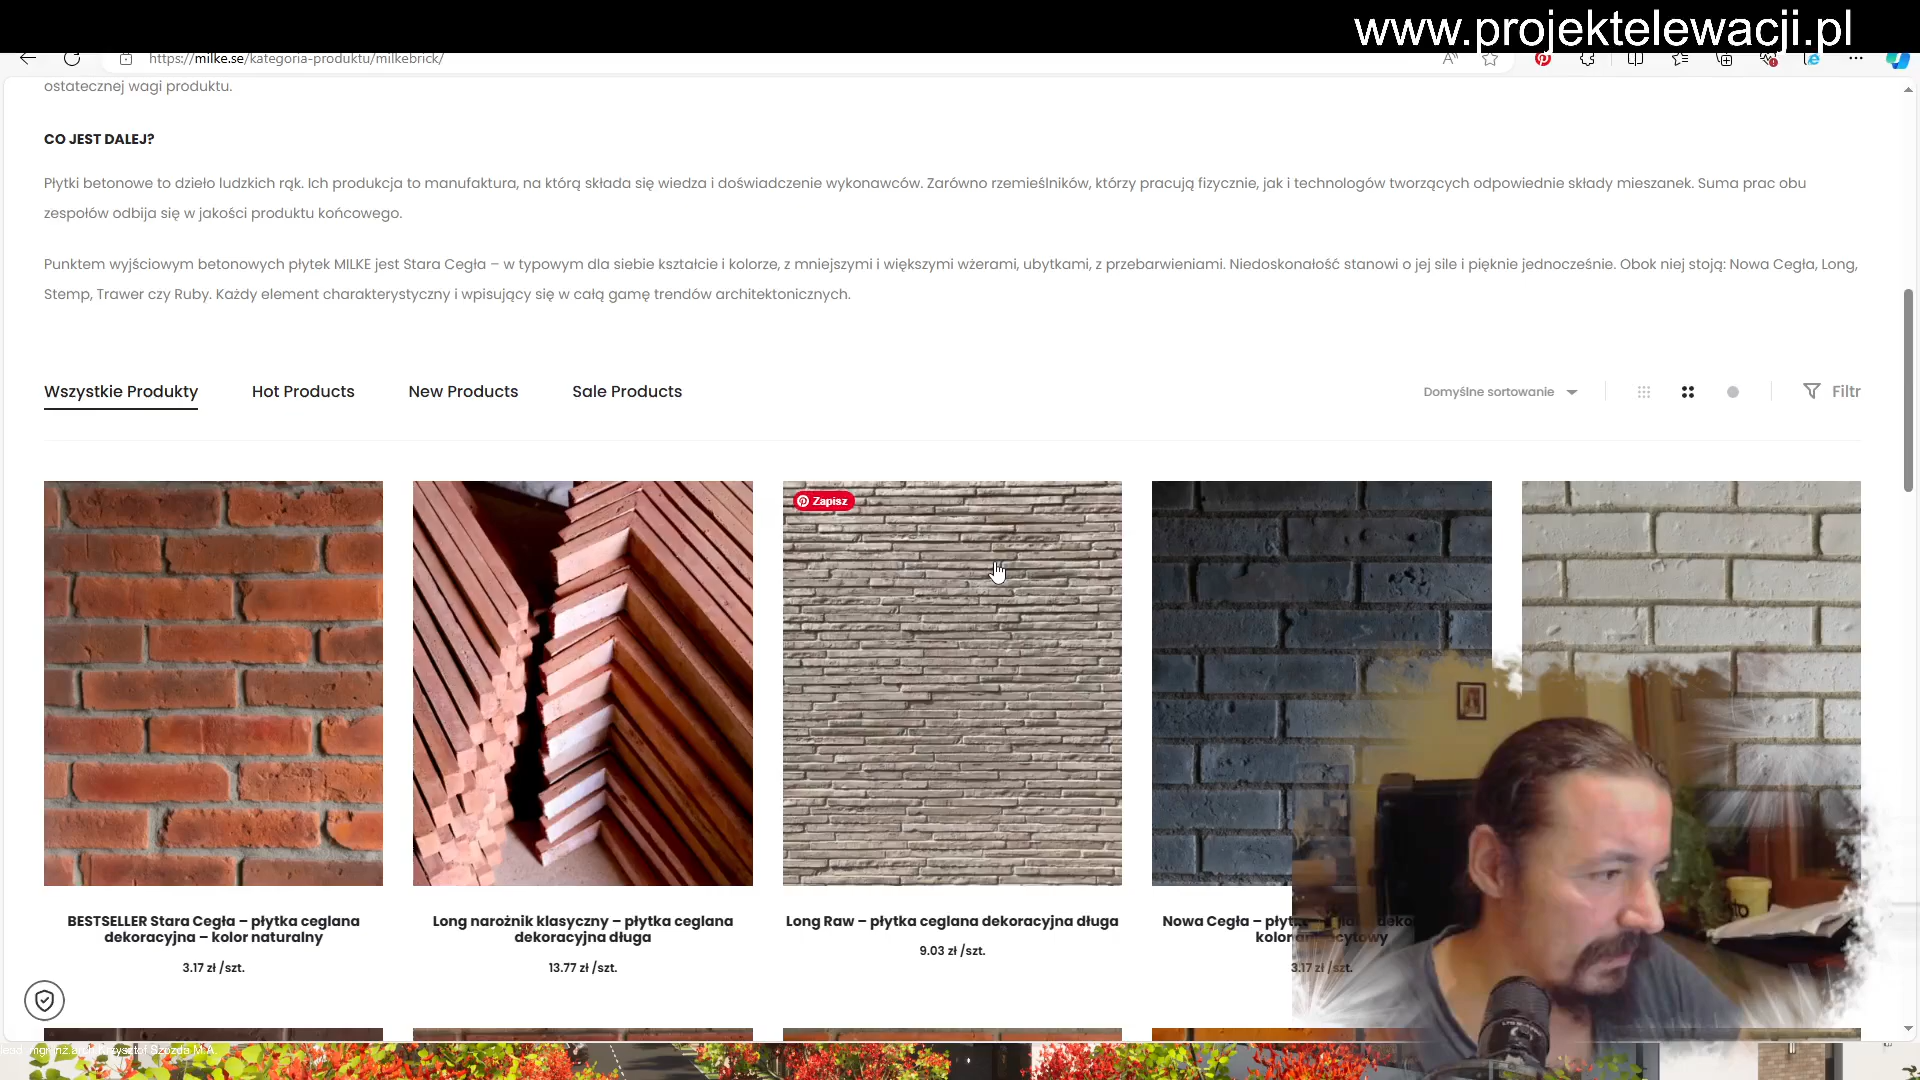 www.projektelewacji.pl
https://milke.se/kategoria-produktu/milkebrick/
ostatecznej wagi produktu.
CO JEST DALEJ?
Płytki betonowe to dzieło ludzkich rąk. Ich produkcja to manufaktura, na którą składa się wiedza i doświadczenie wykonawców. Zarówno rzemieślników, którzy pracują fizycznie, jak i technologów tworzących odpowiednie składy mieszanek. Suma prac obu
zespołów odbija się w jakości produktu końcowego.
Punktem wyjściowym betonowych płytek MILKE jest Stara Cegła – w typowym dla siebie kształcie i kolorze, z mniejszymi i większymi wżerami, ubytkami, z przebarwieniami. Niedoskonałość stanowi o jej sile i pięknie jednocześnie. Obok niej stoją: Nowa Cegła, Long,
Stemp, Trawer czy Ruby. Każdy element charakterystyczny i wpisujący się w całą gamę trendów architektonicznych.
Wszystkie Produkty Hot Products New Products Sale Products Domyślne sortowanie Filtr
Zapisz
BESTSELLER Stara Cegła – płytka ceglana
dekoracyjna – kolor naturalny
3.17 zł /szt.
Long narożnik klasyczny – płytka ceglana
dekoracyjna długa
13.77 zł /szt.
Long Raw – płytka ceglana dekoracyjna długa
9.03 zł /szt.
Nowa Cegła –
3.17 zł /szt.
Krzysztof Szozda M.A.